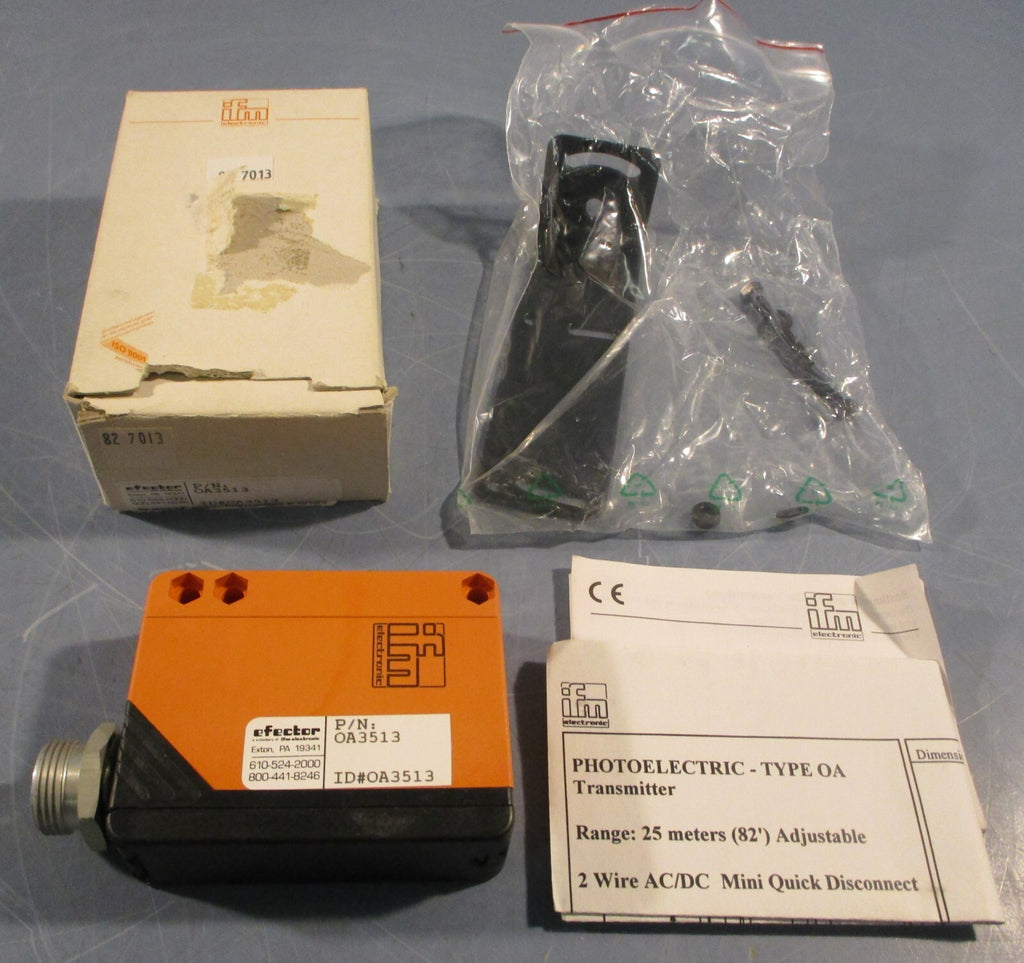 ifm
electronic
7013
ISO 9001
82 7013
efector
P/N:
OA3513
ID#OA3513
ifm
electronic
efector
a subsidiary of ifm electronic
Exton, PA 19341
610-524-2000
800-441-8246
P/N:
OA3513
ID#OA3513
CE
ifm
electronic
ifm
electronic
PHOTOELECTRIC - TYPE OA
Transmitter
Range: 25 meters (82') Adjustable
2 Wire AC/DC Mini Quick Disconnect